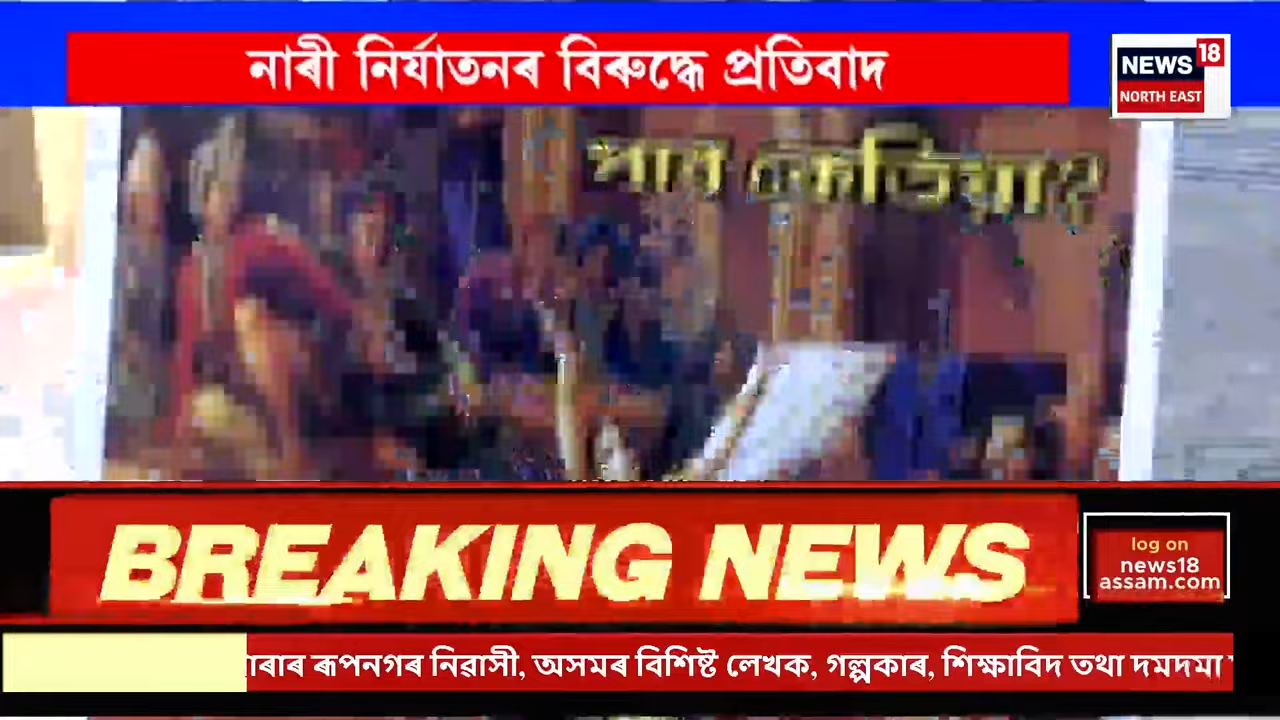 নাৰী নিৰ্যাতনৰ বিৰুদ্ধে প্ৰতিবাদ
NEWS 18
NORTH EAST
BREAKING NEWS
log on
news18
assam.com
ৰূপনগৰ নিৱাসী, অসমৰ বিশিষ্ট লেখক, গল্পকাৰ, শিক্ষাবিদ তথা দমদমা